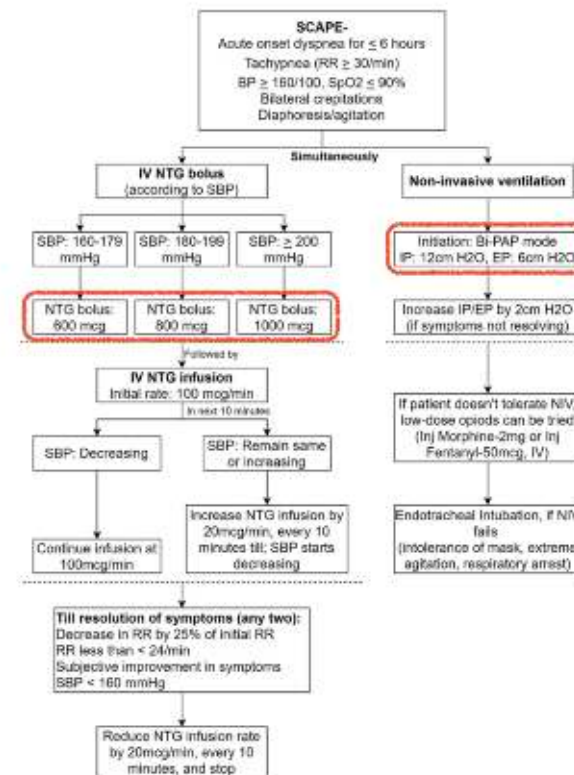 SCAPE-
Acute onset dyspnea for ≤ 6 hours
Tachypnea (RR ≥ 30/min)
BP ≥ 160/100, SpO2 ≤ 90%
Bilateral crepitations
Diaphoresis/agitation
Simultaneously
IV NTG bolus
(according to SBP)
SBP: 160-179
mmHg
SBP: 180-199
mmHg
SBP: ≥ 200
mmHg
NTG bolus:
600 mcg
NTG bolus:
800 mcg
NTG bolus:
1000 mcg
Followed by
IV NTG infusion
Initial rate: 100 mcg/min
In next 10 minutes
SBP: Decreasing
SBP: Remain same
or increasing
Continue infusion at
100mcg/min
Increase NTG infusion by
20mcg/min, every 10
minutes till; SBP starts
decreasing
Till resolution of symptoms (any two):
Decrease in RR by 25% of initial RR
RR less than < 24/min
Subjective improvement in symptoms
SBP < 160 mmHg
Reduce NTG infusion rate
by 20mcg/min, every 10
minutes, and stop
Non-invasive ventilation
Initiation: Bi-PAP mode
IP: 12cm H2O, EP: 6cm H2O
Increase IP/EP by 2cm H2O
(if symptoms not resolving)
If patient doesn't tolerate NIV,
low-dose opiods can be tried
(Inj Morphine-2mg or Inj
Fentanyl-50mcg, IV)
Endotracheal Intubation, if NIV
fails
(intolerance of mask, extreme
agitation, respiratory arrest)